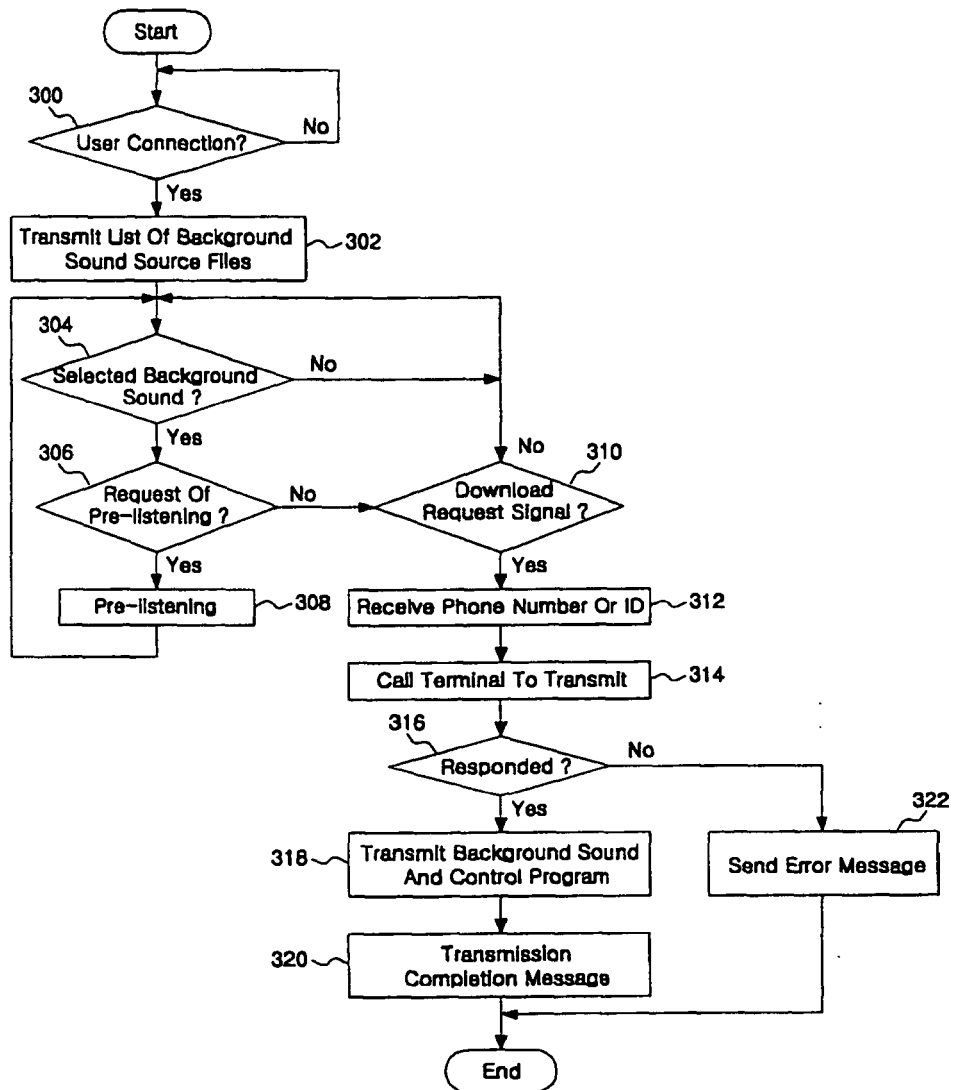 Start
300
User Connection?
No
Yes
Transmit List Of Background
Sound Source Files
302
304
Selected Background
Sound ?
No
Yes
No
306
Request Of
Pre-listening ?
No
310
Download
Request Signal ?
Yes
Yes
Pre-listening
308
Receive Phone Number Or ID
312
Call Terminal To Transmit
314
316
Responded ?
No
Yes
322
318
Transmit Background Sound
And Control Program
Send Error Message
320
Transmission
Completion Message
End